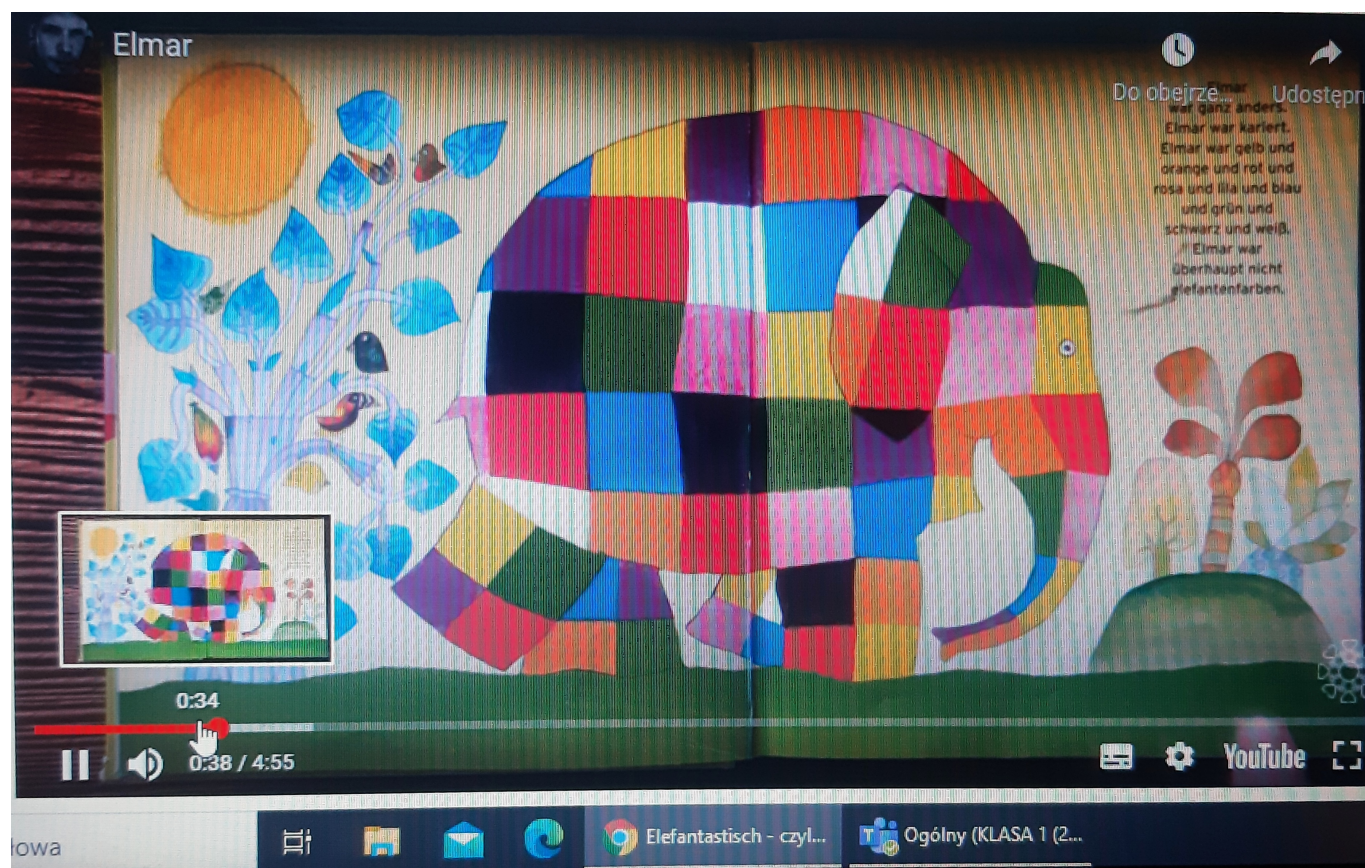 Elmar
Do obejrze...
Udostępn
Elmar
war ganz anders.
Elmar war kariert.
Elmar war gelb und
orange und rot und
rosa und lila und blau
und grün und
schwarz und weiß.
Elmar war
überhaupt nicht
elefantenfarben.
0:34
0:38 / 4:55
YouTube
owa
Elefantastisch - czyl...
T
Ogólny (KLASA 1 (2...